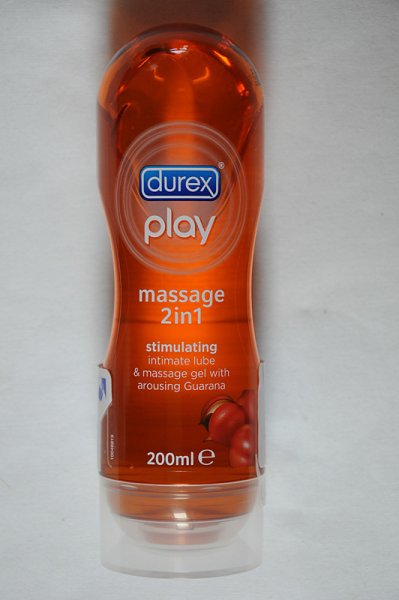 durex®
play
massage
2in1
stimulating
intimate lube
& massage gel with
arousing Guarana
200ml ℮